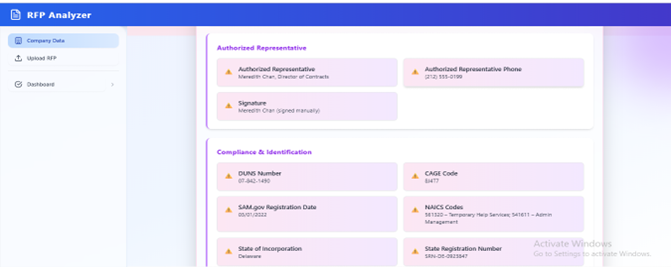 RFP Analyzer
Company Data
Upload RFP
Dashboard
Authorized Representative
Authorized Representative
Meredith Chan, Director of Contracts
Authorized Representative Phone
(212) 555-0199
Signature
Meredith Chan (signed manually)
Compliance & Identification
DUNS Number
07-842-1490
CAGE Code
8J4T7
SAM.gov Registration Date
05/01/2022
NAICS Codes
561320 – Temporary Help Services; 541611 – Admin
Management
State of Incorporation
Delaware
State Registration Number
SRN-DE-0923847
Activate Windows
Go to Settings to activate Windows.